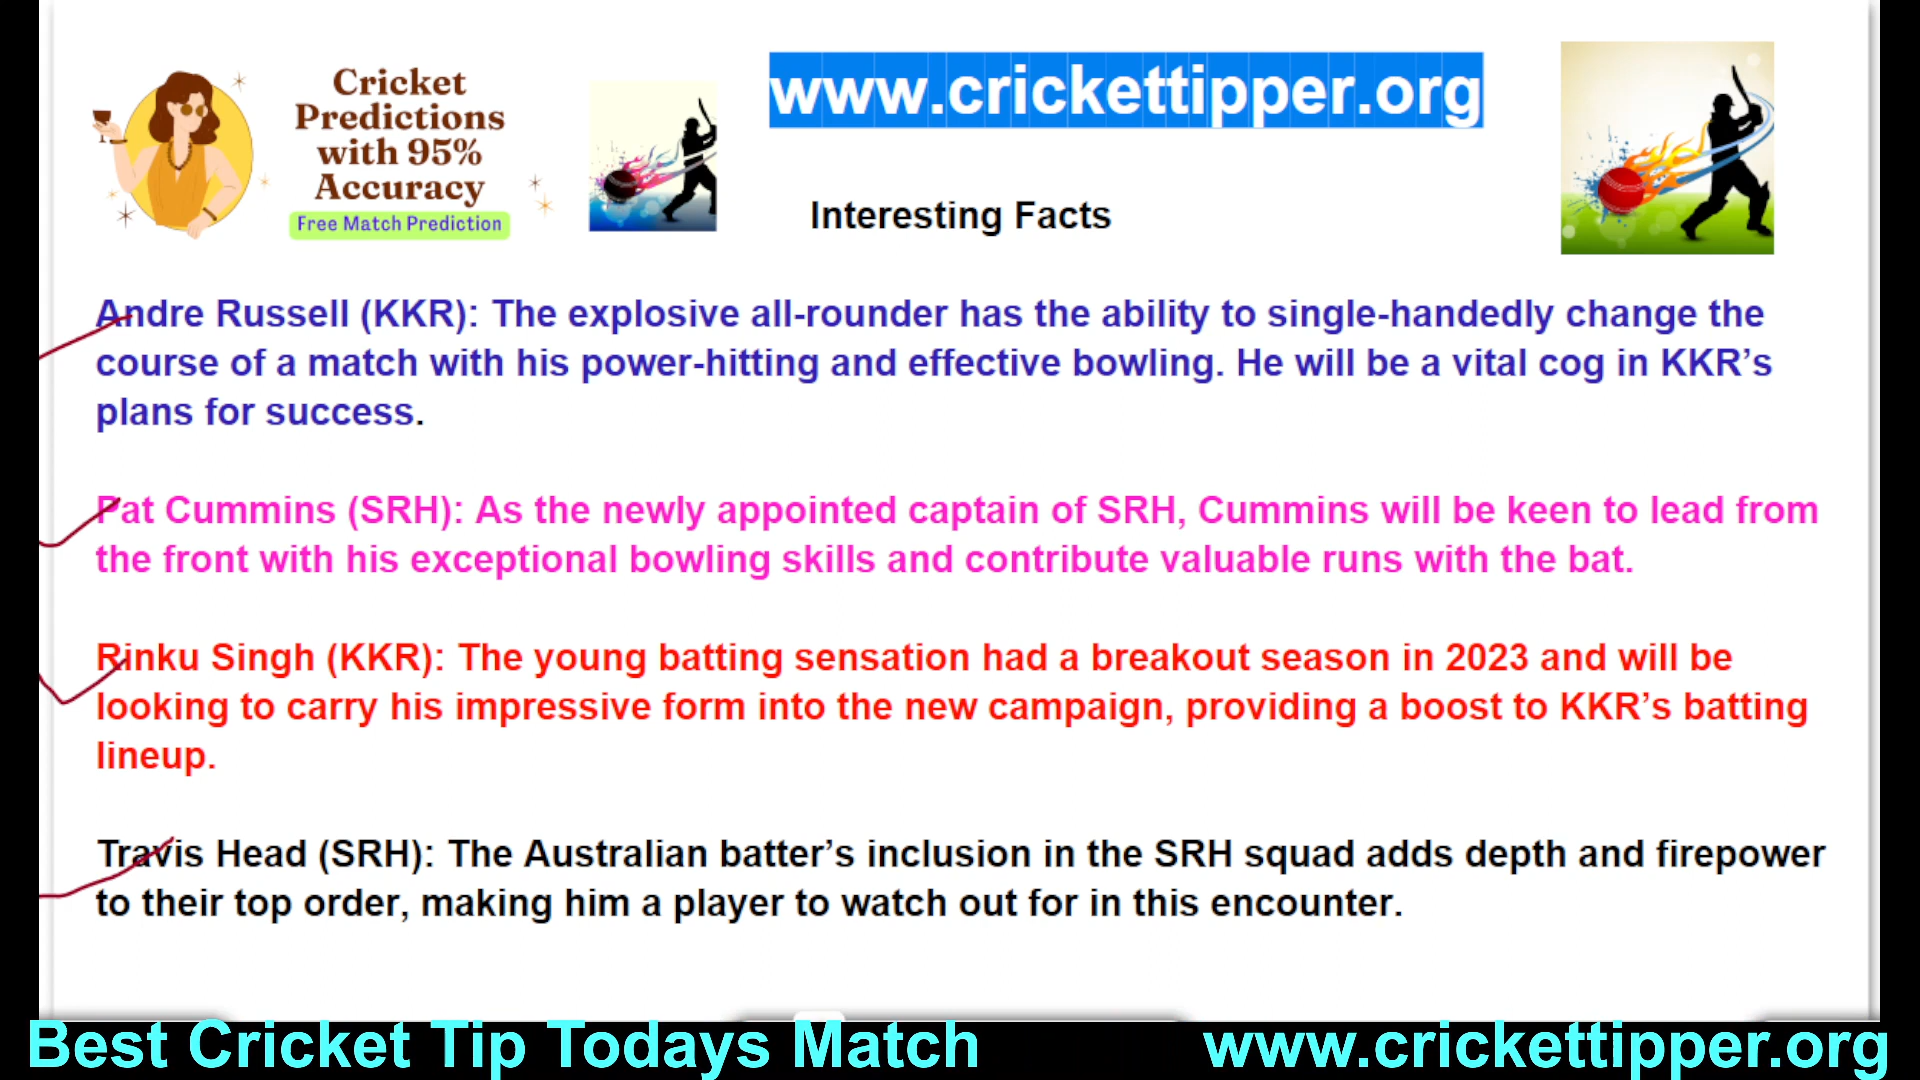 Cricket
Predictions
with 95%
Accuracy
Free Match Prediction
www.crickettipper.org
Interesting Facts
Andre Russell (KKR): The explosive all-rounder has the ability to single-handedly change the
course of a match with his power-hitting and effective bowling. He will be a vital cog in KKR’s
plans for success.
Pat Cummins (SRH): As the newly appointed captain of SRH, Cummins will be keen to lead from
the front with his exceptional bowling skills and contribute valuable runs with the bat.
Rinku Singh (KKR): The young batting sensation had a breakout season in 2023 and will be
looking to carry his impressive form into the new campaign, providing a boost to KKR’s batting
lineup.
Travis Head (SRH): The Australian batter’s inclusion in the SRH squad adds depth and firepower
to their top order, making him a player to watch out for in this encounter.
Best Cricket Tip Todays Match
www.crickettipper.org